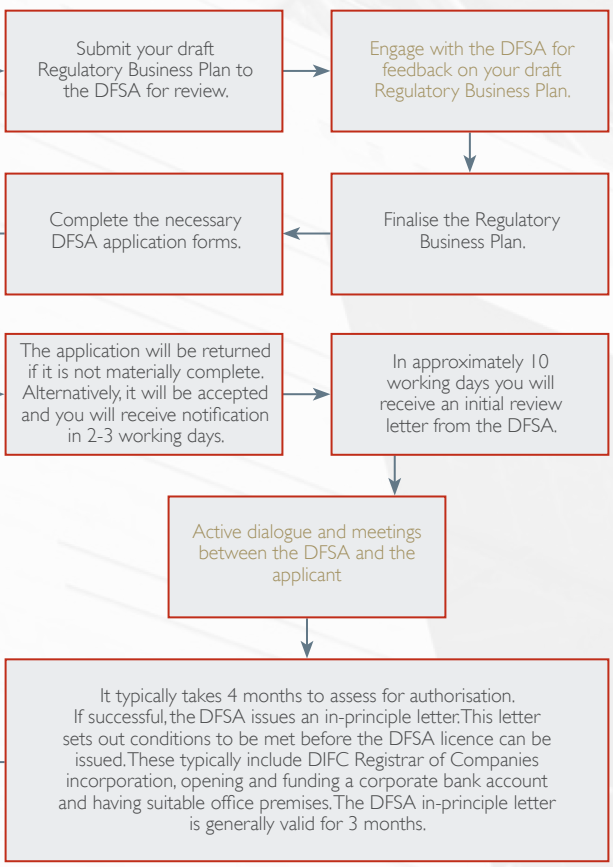 Submit your draft
Regulatory Business Plan to
the DFSA for review.
Engage with the DFSA for
feedback on your draft
Regulatory Business Plan.
Complete the necessary
DFSA application forms.
Finalise the Regulatory
Business Plan.
The application will be returned
if it is not materially complete.
Alternatively, it will be accepted
and you will receive notification
in 2-3 working days.
In approximately 10
working days you will
receive an initial review
letter from the DFSA.
Active dialogue and meetings
between the DFSA and the
applicant
It typically takes 4 months to assess for authorisation.
If successful, the DFSA issues an in-principle letter. This letter
sets out conditions to be met before the DFSA licence can be
issued. These typically include DIFC Registrar of Companies
incorporation, opening and funding a corporate bank account
and having suitable office premises. The DFSA in-principle letter
is generally valid for 3 months.